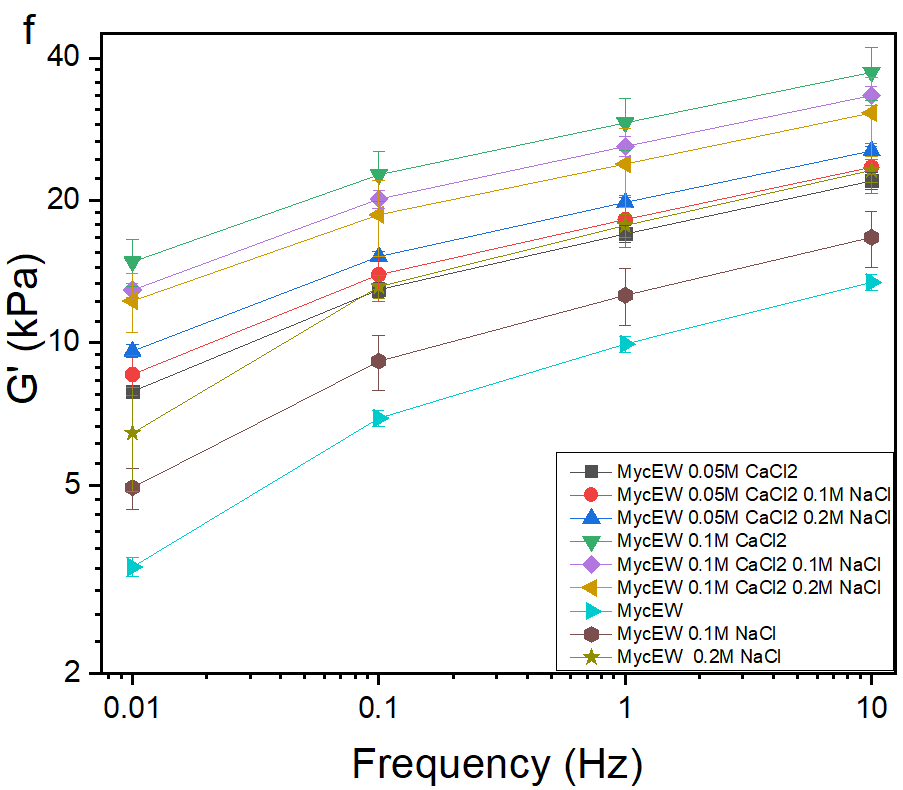 f
40
20
10
5
2
G' (kPa)
0.01 0.1 1 10
Frequency (Hz)
MycEW 0.05M CaCl2
MycEW 0.05M CaCl2 0.1M NaCl
MycEW 0.05M CaCl2 0.2M NaCl
MycEW 0.1M CaCl2
MycEW 0.1M CaCl2 0.1M NaCl
MycEW 0.1M CaCl2 0.2M NaCl
MycEW
MycEW 0.1M NaCl
MycEW  0.2M NaCl